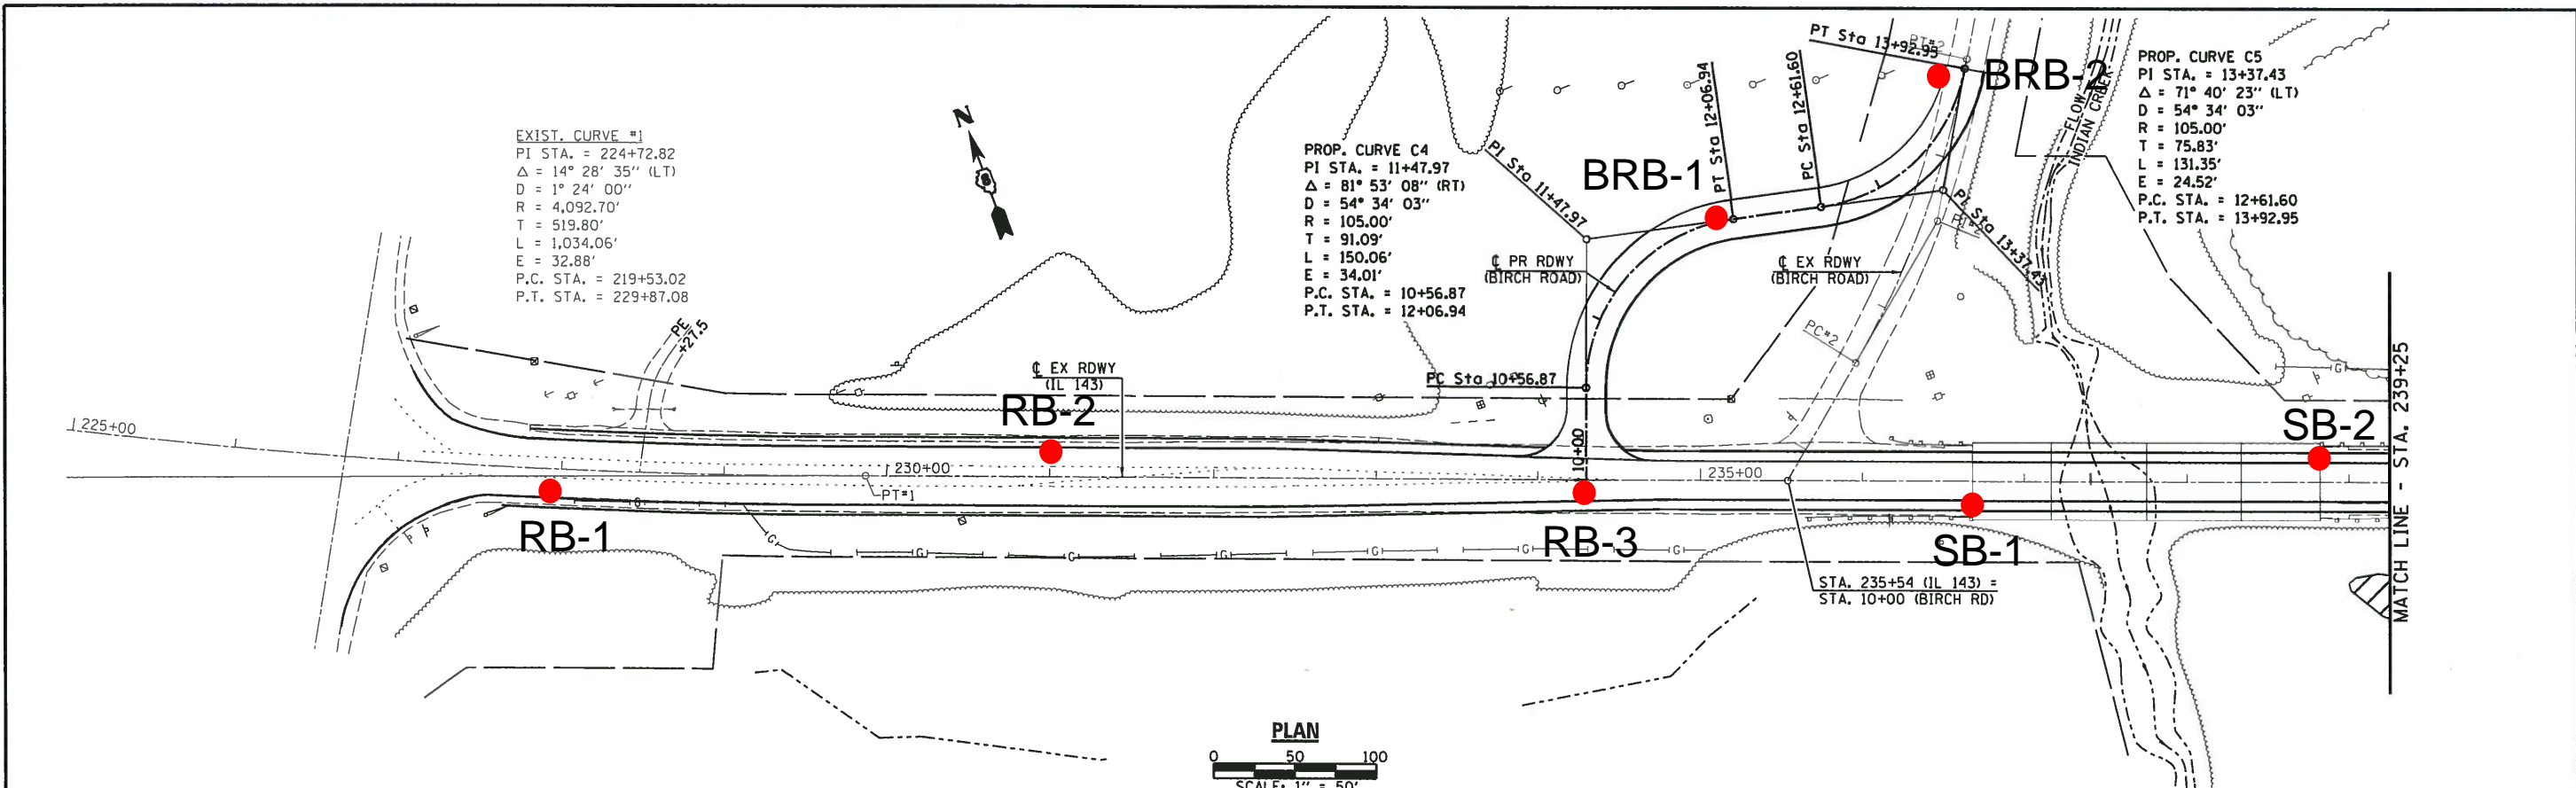 PT Sta 13+92.95
PT#2
BRB-2
PROP. CURVE C5
PI STA. = 13+37.43
Δ = 71° 40' 23" (LT)
D = 54° 34' 03"
R = 105.00'
T = 75.83'
L = 131.35'
E = 24.52'
P.C. STA. = 12+61.60
P.T. STA. = 13+92.95
FLOW
INDIAN CREEK
PT Sta 12+06.94
PC Sta 12+61.60
N
EXIST. CURVE #1
PI STA. = 224+72.82
Δ = 14° 28' 35" (LT)
D = 1° 24' 00"
R = 4,092.70'
T = 519.80'
L = 1,034.06'
E = 32.88'
P.C. STA. = 219+53.02
P.T. STA. = 229+87.08
PROP. CURVE C4
PI STA. = 11+47.97
Δ = 81° 53' 08" (RT)
D = 54° 34' 03"
R = 105.00'
T = 91.09'
L = 150.06'
E = 34.01'
P.C. STA. = 10+56.87
P.T. STA. = 12+06.94
PI Sta 11+47.97
BRB-1
PI Sta 13+37.43
℄ PR RDWY
(BIRCH ROAD)
℄ EX RDWY
(BIRCH ROAD)
PE
+27.5
PC#2
℄ EX RDWY
(IL 143)
PC Sta 10+56.87
RB-2
SB-2
MATCH LINE - STA. 239+25
225+00
230+00
10+00
235+00
PT#1
G
RB-1
RB-3
SB-1
G
G
G
G
G
G
G
G
STA. 235+54 (IL 143) =
STA. 10+00 (BIRCH RD)
PLAN
0 50 100
SCALE: 1" = 50'